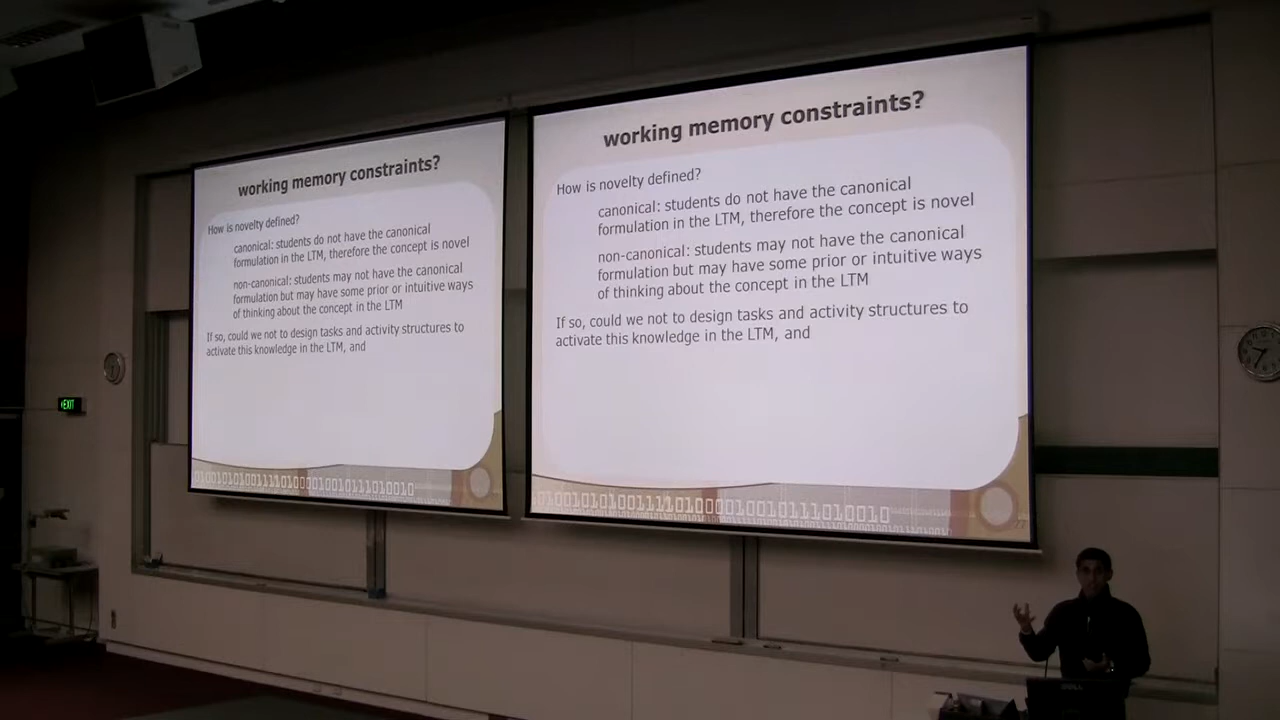 working memory constraints?
How is novelty defined?
canonical: students do not have the canonical
formulation in the LTM, therefore the concept is novel
non-canonical: students may not have the canonical
formulation but may have some prior or intuitive ways
of thinking about the concept in the LTM
If so, could we not to design tasks and activity structures to
activate this knowledge in the LTM, and
working memory constraints?
How is novelty defined?
canonical: students do not have the canonical
formulation in the LTM, therefore the concept is novel
non-canonical: students may not have the canonical
formulation but may have some prior or intuitive ways
of thinking about the concept in the LTM
If so, could we not to design tasks and activity structures to
activate this knowledge in the LTM, and
EXIT
DELL